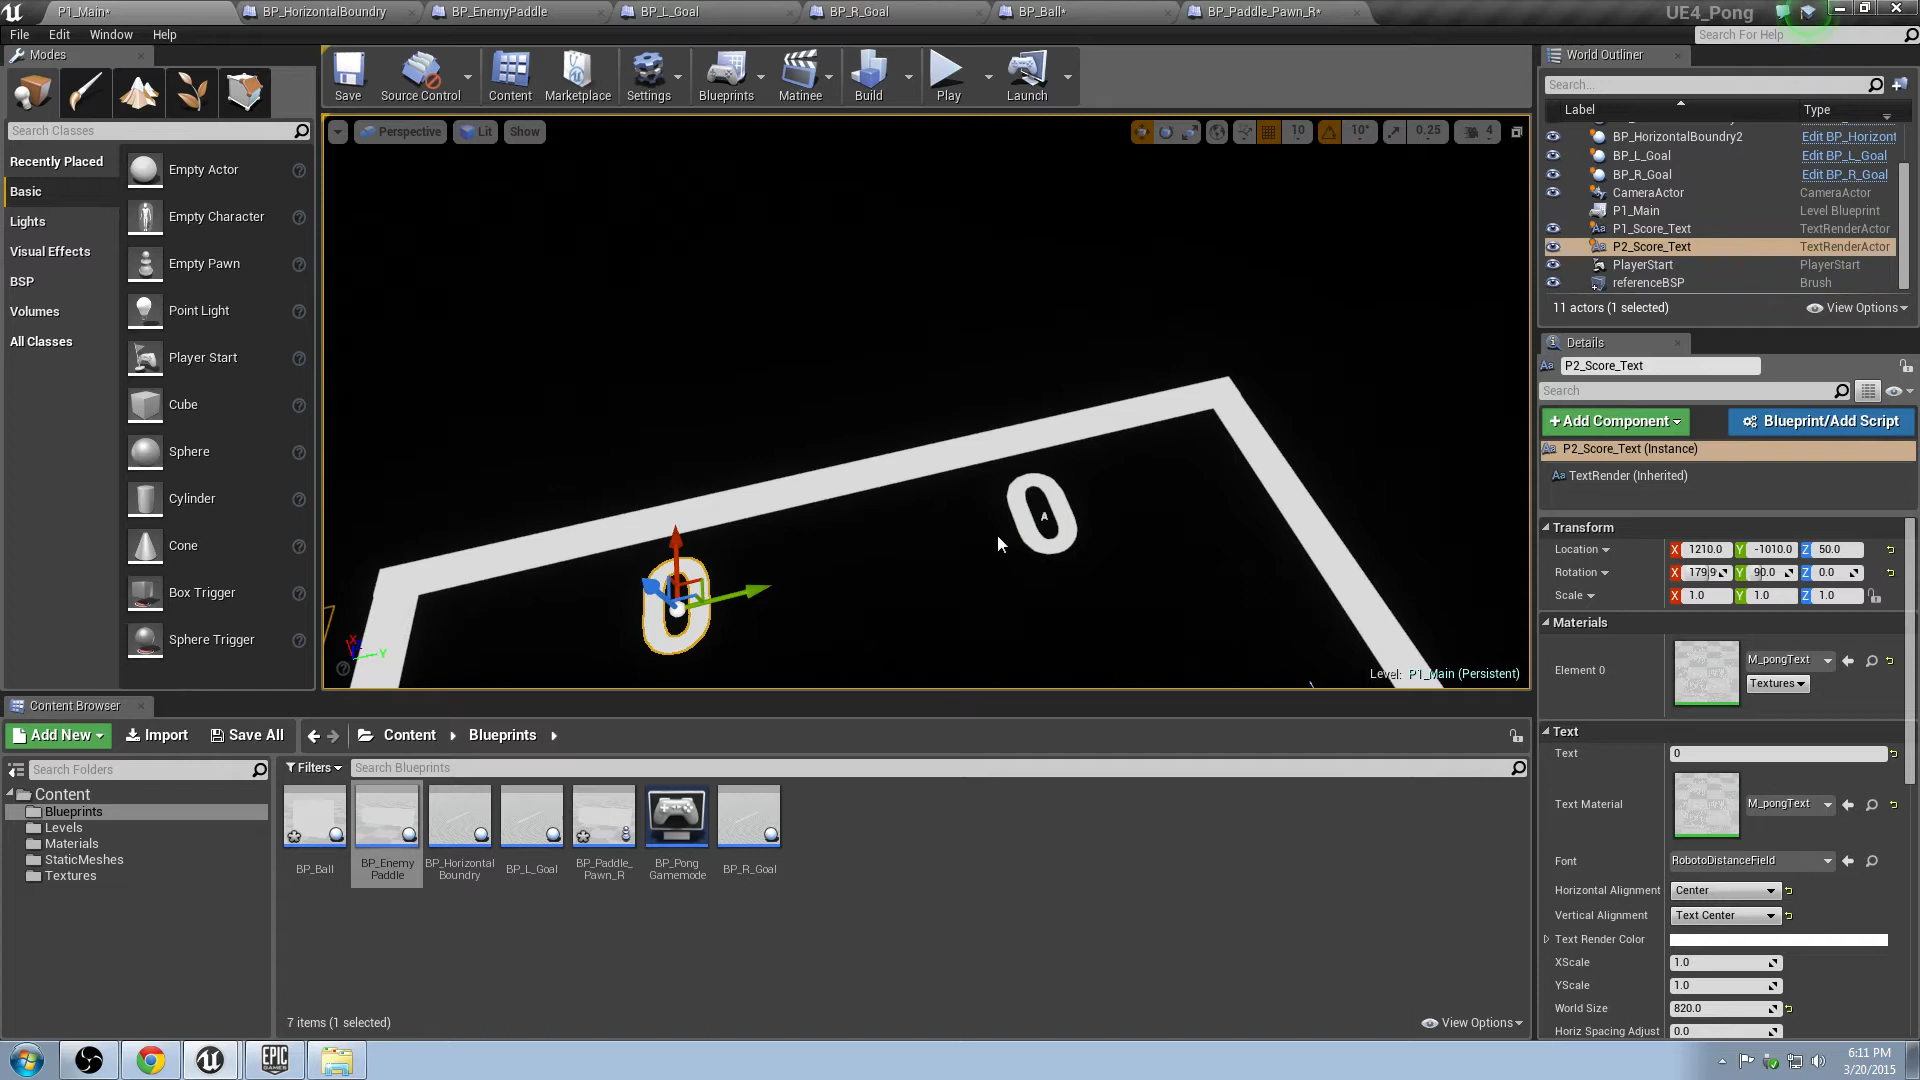 P1_Main*
BP_HorizontalBoundry
BP_EnemyPaddle
BP_L_Goal
BP_R_Goal
BP_Ball*
BP_Paddle_Pawn_R*
UE4_Pong
File Edit Window Help
Search For Help
Modes
Search Classes
Recently Placed
Basic
Lights
Visual Effects
BSP
Volumes
All Classes
Empty Actor
Empty Character
Empty Pawn
Point Light
Player Start
Cube
Sphere
Cylinder
Cone
Box Trigger
Sphere Trigger
Save
Source Control
Content
Marketplace
Settings
Blueprints
Matinee
Build
Play
Launch
Perspective
Lit
Show
10
10°
0.25
4
0
0
A
X
Y
Level: P1_Main (Persistent)
World Outliner
Search...
Label Type
BP_HorizontalBoundry2 Edit BP_Horizont
BP_L_Goal Edit BP_L_Goal
BP_R_Goal Edit BP_R_Goal
CameraActor CameraActor
P1_Main Level Blueprint
P1_Score_Text TextRenderActor
P2_Score_Text TextRenderActor
PlayerStart PlayerStart
referenceBSP Brush
11 actors (1 selected) View Options
Details
P2_Score_Text
Search
+Add Component
Blueprint/Add Script
P2_Score_Text (Instance)
TextRender (Inherited)
Transform
Location X 1210.0 Y -1010.0 Z 50.0
Rotation X 179.9 Y 90.0 Z 0.0
Scale X 1.0 Y 1.0 Z 1.0
Materials
Element 0
M_pongText
Textures
Text
Text 0
Text Material
M_pongText
Font RobotoDistanceField
Horizontal Alignment Center
Vertical Alignment Text Center
Text Render Color
XScale 1.0
YScale 1.0
World Size 820.0
Horiz Spacing Adjust 0.0
Content Browser
Add New
Import
Save All
Content
Blueprints
Search Folders
Filters
Search Blueprints
Content
Blueprints
Levels
Materials
StaticMeshes
Textures
BP_Ball
BP_Enemy
Paddle
BP_Horizontal
Boundry
BP_L_Goal
BP_Paddle_
Pawn_R
BP_Pong
Gamemode
BP_R_Goal
7 items (1 selected)
View Options
EPIC
GAMES
6:11 PM
3/20/2015